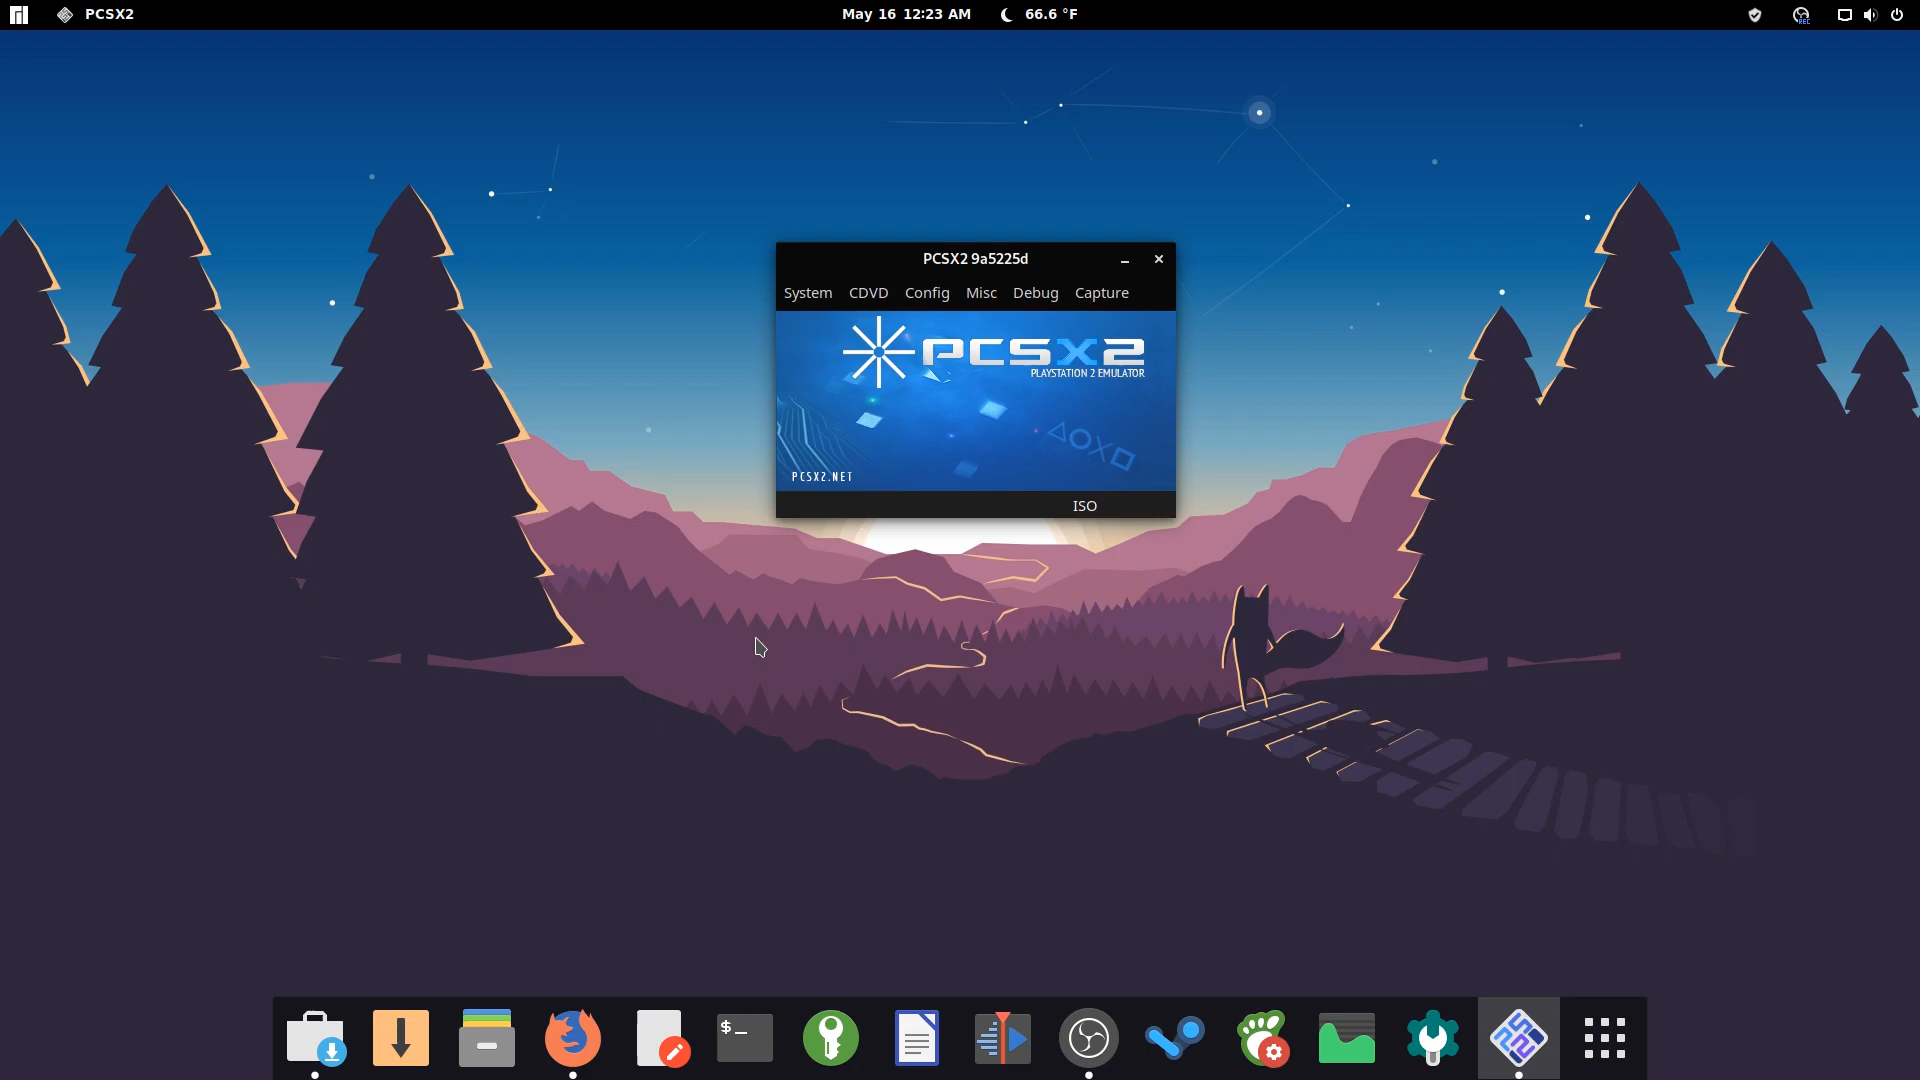 PCSX2
May 16 12:23 AM
66.6 °F
REC
PCSX2 9a5225d
System CDVD Config Misc Debug Capture
PCSX2
PLAYSTATION 2 EMULATOR
PCSX2.NET
ISO
$_